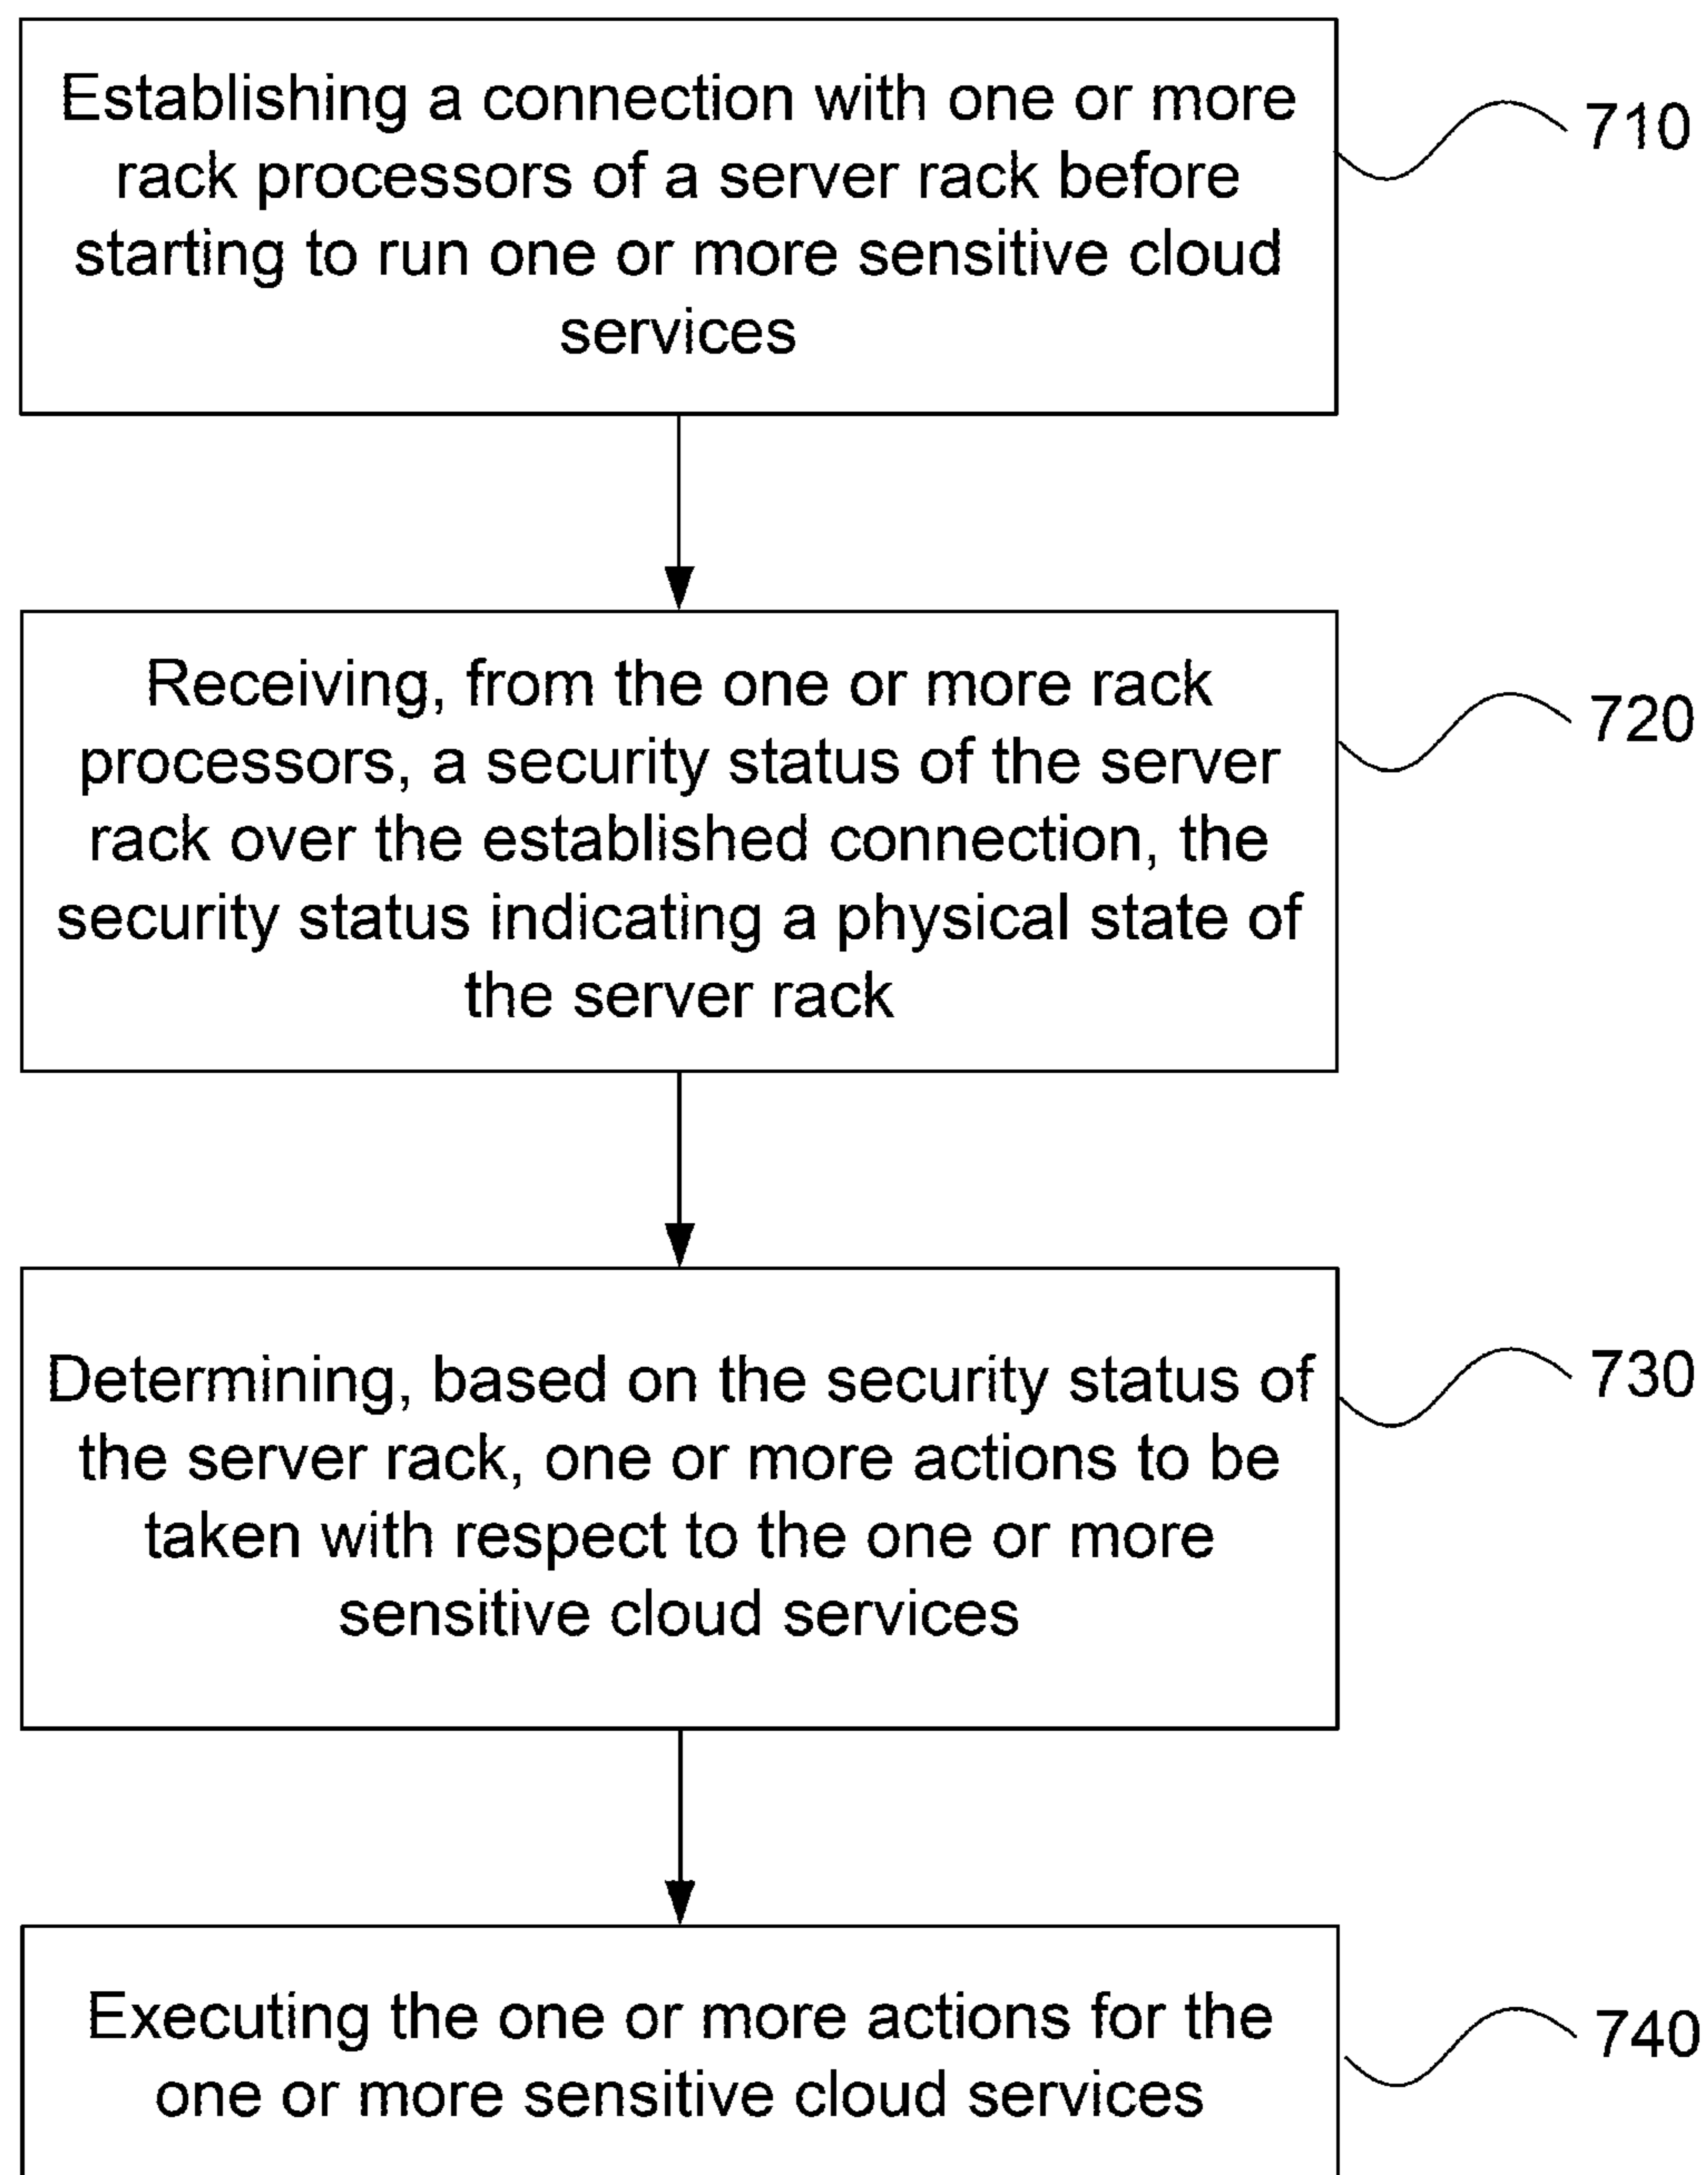 Establishing a connection with one or more
rack processors of a server rack before
starting to run one or more sensitive cloud
services
710
Receiving, from the one or more rack
processors, a security status of the server
rack over the established connection, the
security status indicating a physical state of
the server rack
720
Determining, based on the security status of
the server rack, one or more actions to be
taken with respect to the one or more
sensitive cloud services
730
Executing the one or more actions for the
one or more sensitive cloud services
740